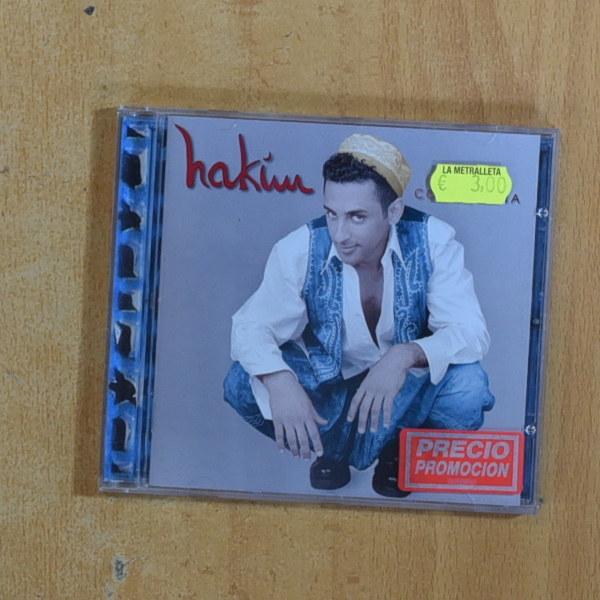 hakim
LA METRALLETA
€ 3,00
PRECIO
PROMOCION